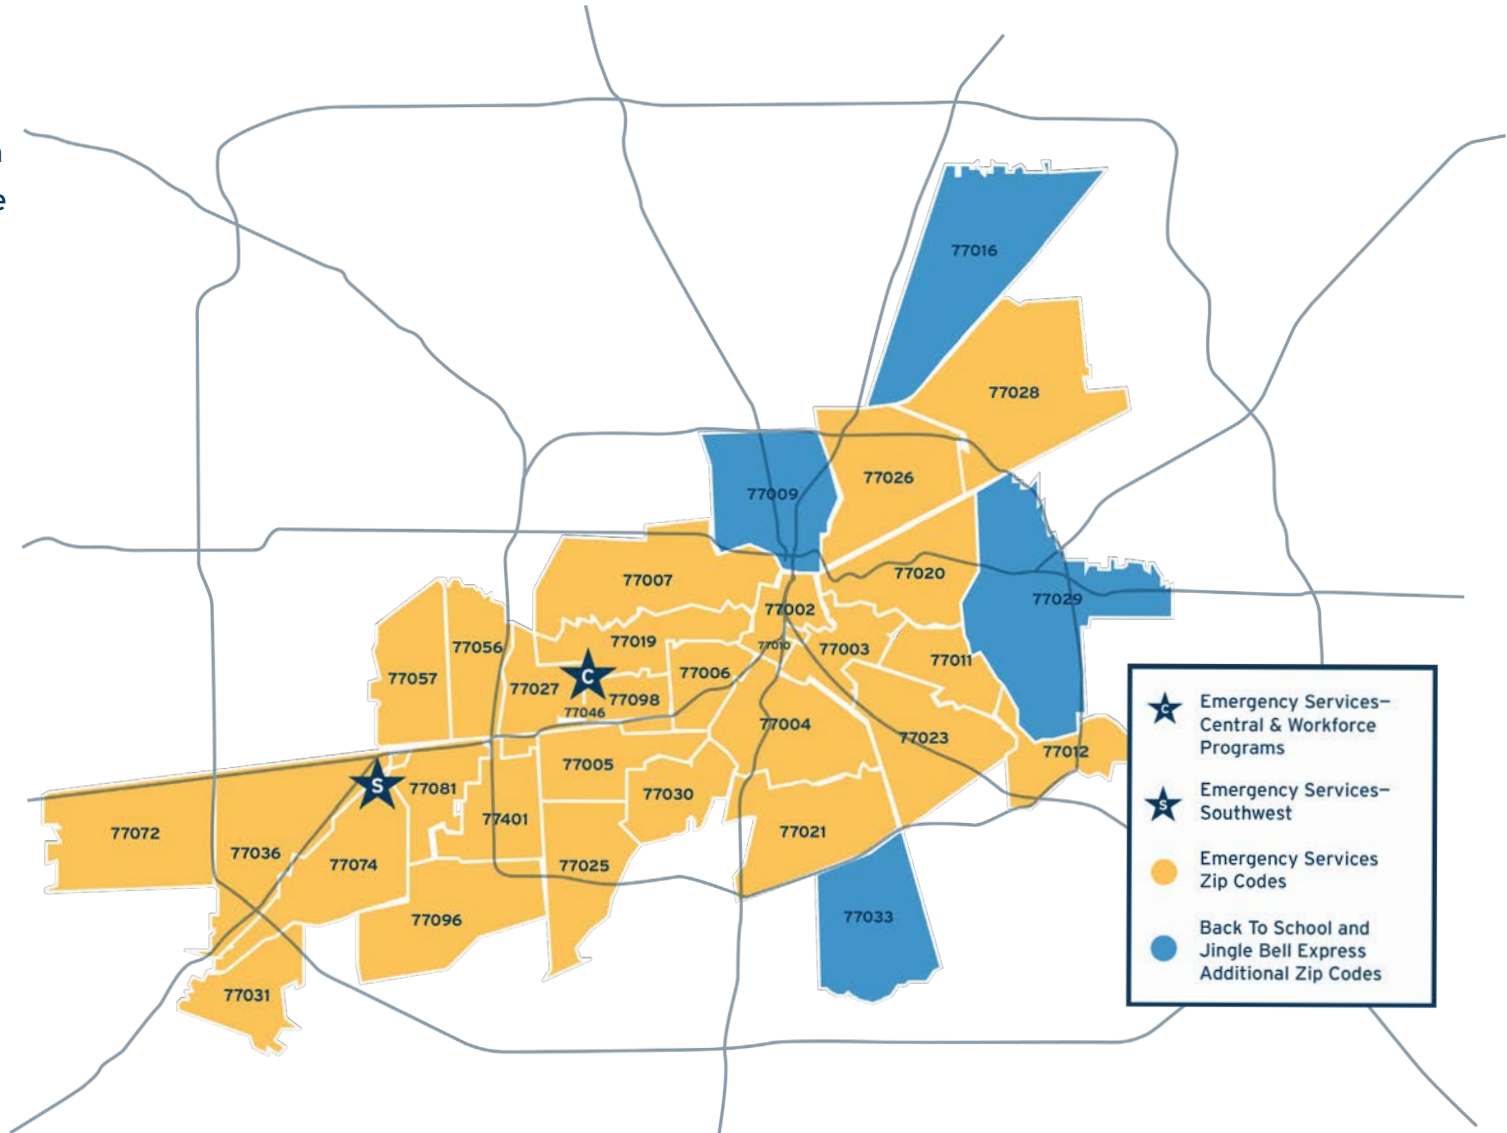 n
e
77016
77028
77026
77009
77020
77007
77029
77002
77019
77010
77003
77056
77011
77006
77057
77027
C
77098
77046
77004
77023
77012
77005
S
77081
77030
77401
77021
77072
77036
77074
77025
77096
77033
77031
C
Emergency Services–
Central & Workforce
Programs
S
Emergency Services–
Southwest
Emergency Services
Zip Codes
Back To School and
Jingle Bell Express
Additional Zip Codes